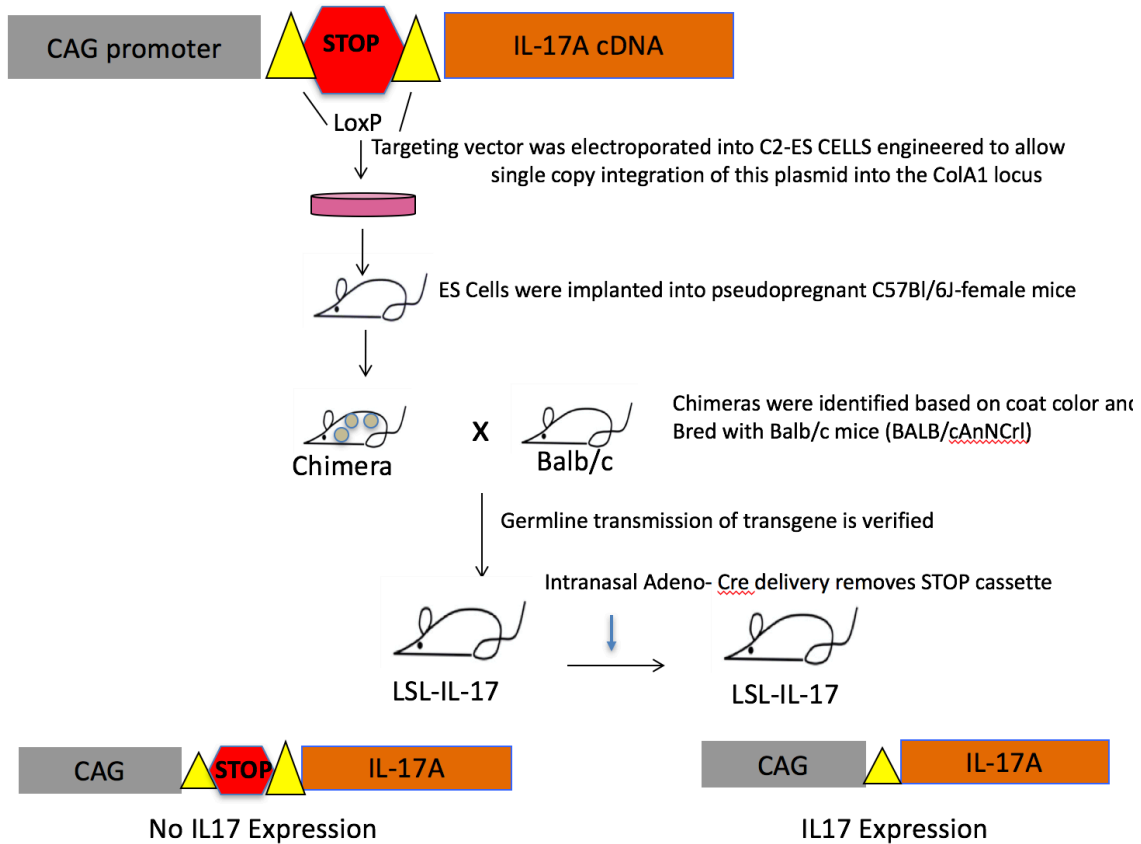 CAG promoter
STOP
IL-17A cDNA
LoxP
Targeting vector was electroporated into C2-ES CELLS engineered to allow
single copy integration of this plasmid into the ColA1 locus
ES Cells were implanted into pseudopregnant C57Bl/6J-female mice
Chimeras were identified based on coat color and
Bred with Balb/c mice (BALB/cAnNCrl)
X
Chimera
Balb/c
Germline transmission of transgene is verified
Intranasal Adeno- Cre delivery removes STOP cassette
LSL-IL-17
LSL-IL-17
CAG
STOP
IL-17A
CAG
IL-17A
No IL17 Expression
IL17 Expression